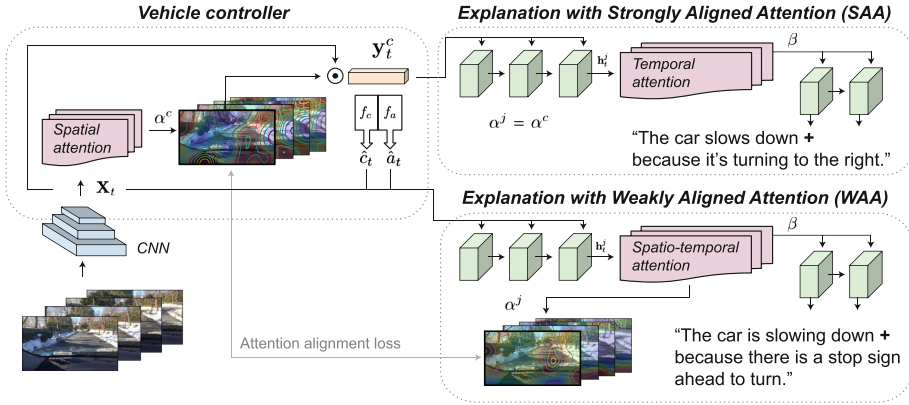 Vehicle controller
y_t^c
α^c
Spatial
attention
f_c
f_a
ĉ_t
â_t
X_t
CNN
Attention alignment loss
Explanation with Strongly Aligned Attention (SAA)
h_t^j
Temporal
attention
β
α^j = α^c
“The car slows down +
because it’s turning to the right.”
Explanation with Weakly Aligned Attention (WAA)
h_t^j
Spatio-temporal
attention
β
α^j
“The car is slowing down +
because there is a stop sign
ahead to turn.”